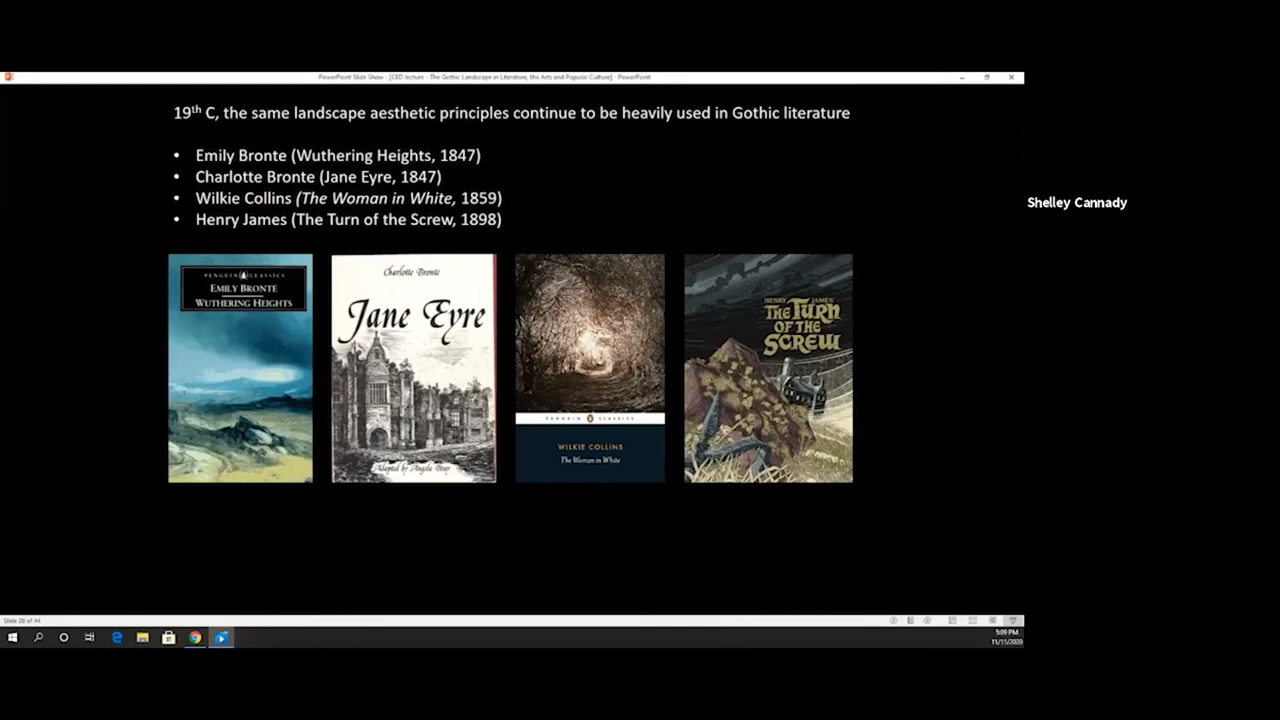 PowerPoint Slide Show - [CED lecture - The Gothic Landscape in Literature, the Arts and Popular Culture] - PowerPoint
19th C, the same landscape aesthetic principles continue to be heavily used in Gothic literature
• Emily Bronte (Wuthering Heights, 1847)
• Charlotte Bronte (Jane Eyre, 1847)
• Wilkie Collins (The Woman in White, 1859)
• Henry James (The Turn of the Screw, 1898)
Shelley Cannady
PENGUIN CLASSICS
EMILY BRONTE
WUTHERING HEIGHTS
Charlotte Bronte
Jane Eyre
Adapted by Angela Bray
PENGUIN CLASSICS
WILKIE COLLINS
The Woman in White
HENRY JAMES'
THE TURN
OF THE
SCREW
Slide 28 of 44
5:09 PM
11/11/2020